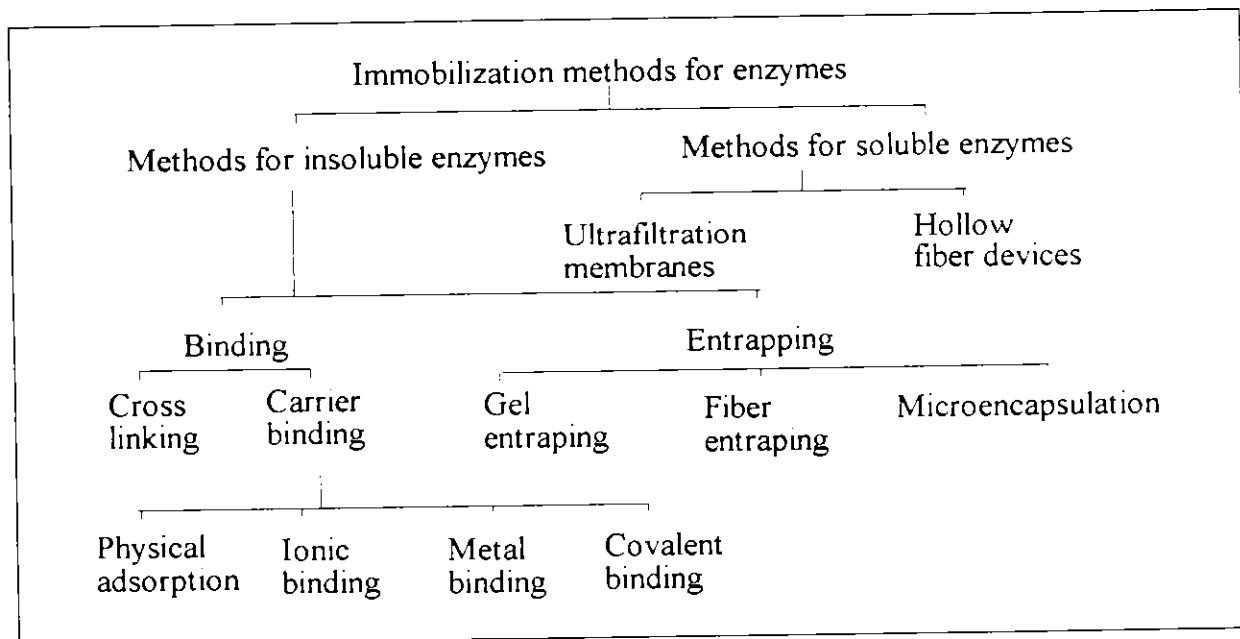 Immobilization methods for enzymes
Methods for insoluble enzymes
Methods for soluble enzymes
Ultrafiltration
membranes
Hollow
fiber devices
Binding
Entrapping
Cross
linking
Carrier
binding
Gel
entraping
Fiber
entraping
Microencapsulation
Physical
adsorption
Ionic
binding
Metal
binding
Covalent
binding